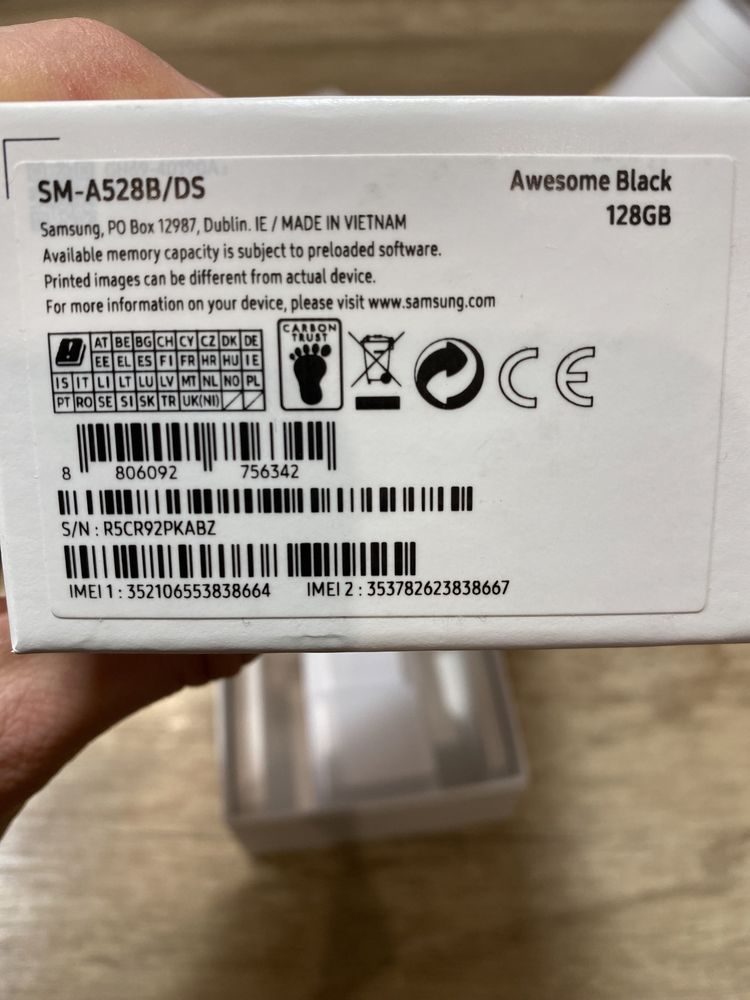 SM-A528B/DS
Awesome Black
128GB
Samsung, PO Box 12987, Dublin. IE / MADE IN VIETNAM
Available memory capacity is subject to preloaded software.
Printed images can be different from actual device.
For more information on your device, please visit www.samsung.com
AT BE BG CH CY CZ DK DE
EE EL ES FI FR HR HU IE
IS IT LI LT LU LV MT NL NO PL
PT RO SE SI SK TR UK(NI)
CARBON
TRUST
CE
8 806092 756342
S/N : R5CR92PKABZ
IMEI 1 : 352106553838664 IMEI 2 : 353782623838667